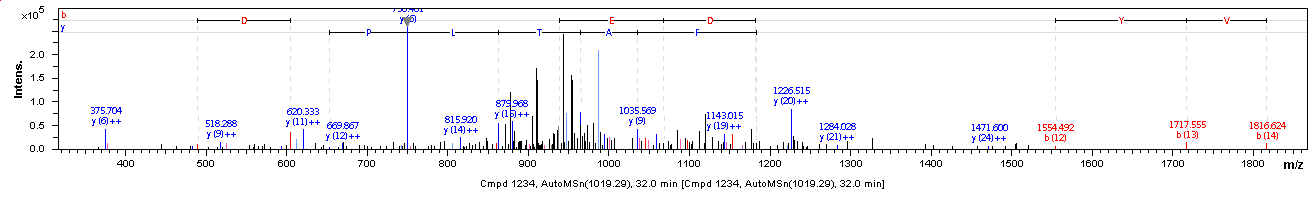 x10⁵
b D E D Y V
y (6)
y P L T A F
Intens.
2.0
1.5
1.0
0.5
0.0
375.704
y (6)++
518.288
y (9)++
620.333
y (11)++
669.867
y (12)++
815.920
y (14)++
879.968
y (15)++
1035.569
y (9)
1143.015
y (19)++
1226.515
y (20)++
1284.028
y (21)++
1471.600
y (24)++
1554.492
b (12)
1717.555
b (13)
1816.624
b (14)
400 500 600 700 800 900 1000 1100 1200 1300 1400 1500 1600 1700 1800 m/z
Cmpd 1234, AutoMSn(1019.29), 32.0 min [Cmpd 1234, AutoMSn(1019.29), 32.0 min]